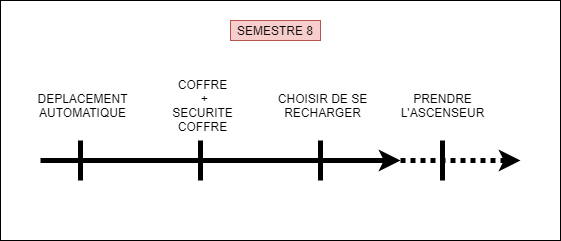 SEMESTRE 8
DEPLACEMENT
AUTOMATIQUE
COFFRE
+
SECURITE
COFFRE
CHOISIR DE SE
RECHARGER
PRENDRE
L'ASCENSEUR